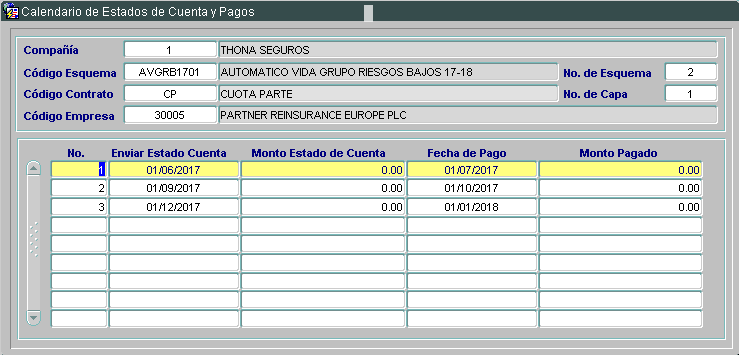 Calendario de Estados de Cuenta y Pagos
Compañía 1 THONA SEGUROS
Código Esquema AVGRB1701 AUTOMATICO VIDA GRUPO RIESGOS BAJOS 17-18 No. de Esquema 2
Código Contrato CP CUOTA PARTE No. de Capa 1
Código Empresa 30005 PARTNER REINSURANCE EUROPE PLC
No. Enviar Estado Cuenta Monto Estado de Cuenta Fecha de Pago Monto Pagado
1 01/06/2017 0.00 01/07/2017 0.00
2 01/09/2017 0.00 01/10/2017 0.00
3 01/12/2017 0.00 01/01/2018 0.00